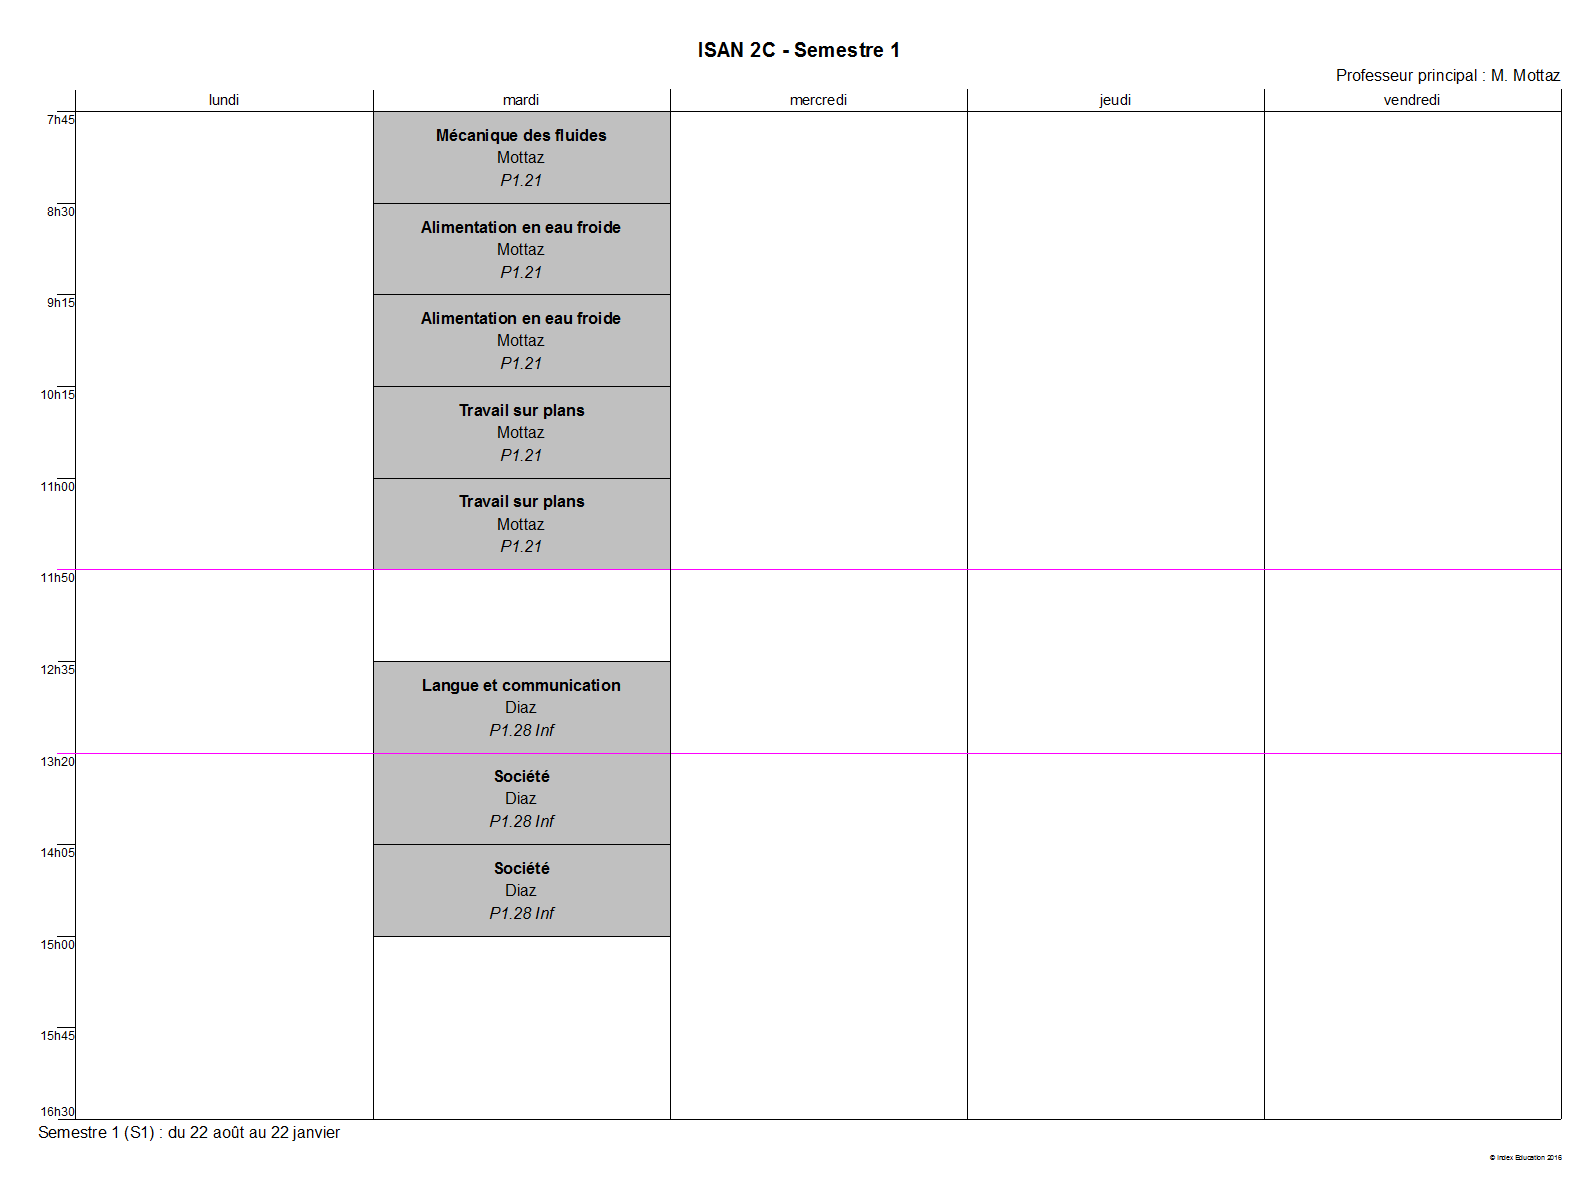 ISAN 2C - Semestre 1
Professeur principal : M. Mottaz
lundi
mardi
mercredi
jeudi
vendredi
7h45
Mécanique des fluides
Mottaz
P1.21
8h30
Alimentation en eau froide
Mottaz
P1.21
9h15
Alimentation en eau froide
Mottaz
P1.21
10h15
Travail sur plans
Mottaz
P1.21
11h00
Travail sur plans
Mottaz
P1.21
11h50
12h35
Langue et communication
Diaz
P1.28 Inf
13h20
Société
Diaz
P1.28 Inf
14h05
Société
Diaz
P1.28 Inf
15h00
15h45
16h30
Semestre 1 (S1) : du 22 août au 22 janvier
© Index Education 2016